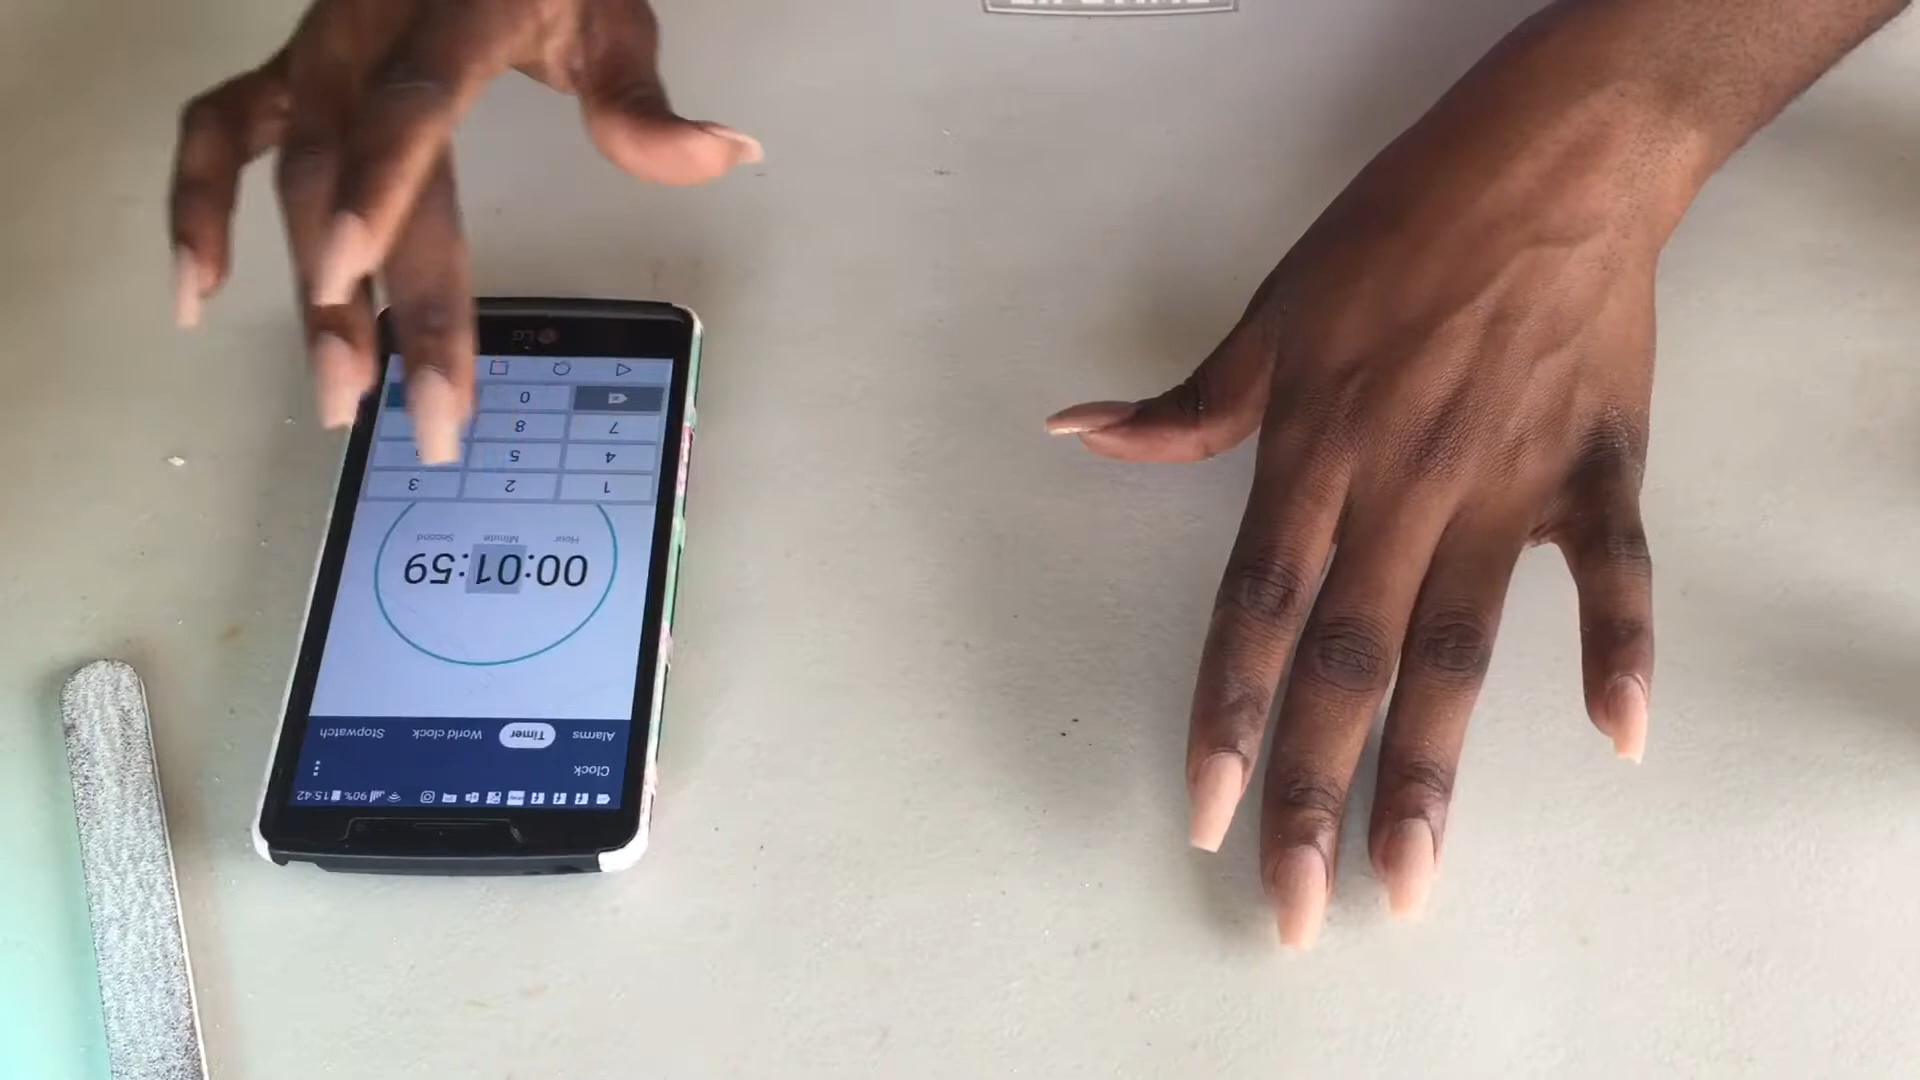 15:42 90%
Clock
Alarms Timer World clock Stopwatch
00:01:59
Hour Minute Second
1 2 3
4 5
7 8
0
LG